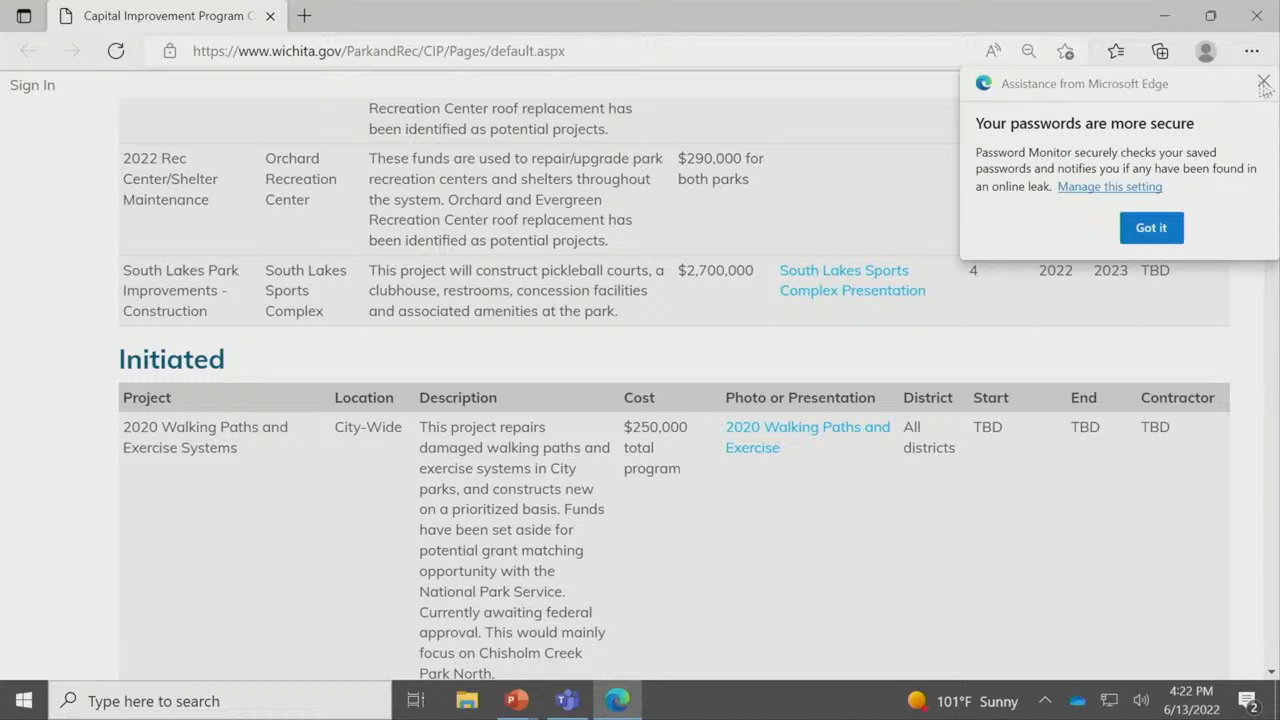 Capital Improvement Program C
https://www.wichita.gov/ParkandRec/CIP/Pages/default.aspx
Sign In
Assistance from Microsoft Edge
Your passwords are more secure
Password Monitor securely checks your saved
passwords and notifies you if any have been found in
an online leak. Manage this setting
Got it
Recreation Center roof replacement has
been identified as potential projects.
2022 Rec
Center/Shelter
Maintenance
Orchard
Recreation
Center
These funds are used to repair/upgrade park
recreation centers and shelters throughout
the system. Orchard and Evergreen
Recreation Center roof replacement has
been identified as potential projects.
$290,000 for
both parks
South Lakes Park
Improvements -
Construction
South Lakes
Sports
Complex
This project will construct pickleball courts, a
clubhouse, restrooms, concession facilities
and associated amenities at the park.
$2,700,000
South Lakes Sports
Complex Presentation
4
2022
2023
TBD
Initiated
Project Location Description Cost Photo or Presentation District Start End Contractor
2020 Walking Paths and
Exercise Systems
City-Wide
This project repairs
damaged walking paths and
exercise systems in City
parks, and constructs new
on a prioritized basis. Funds
have been set aside for
potential grant matching
opportunity with the
National Park Service.
Currently awaiting federal
approval. This would mainly
focus on Chisholm Creek
Park North.
$250,000
total
program
2020 Walking Paths and
Exercise
All
districts
TBD
TBD
TBD
Type here to search
101°F Sunny
4:22 PM
6/13/2022
2